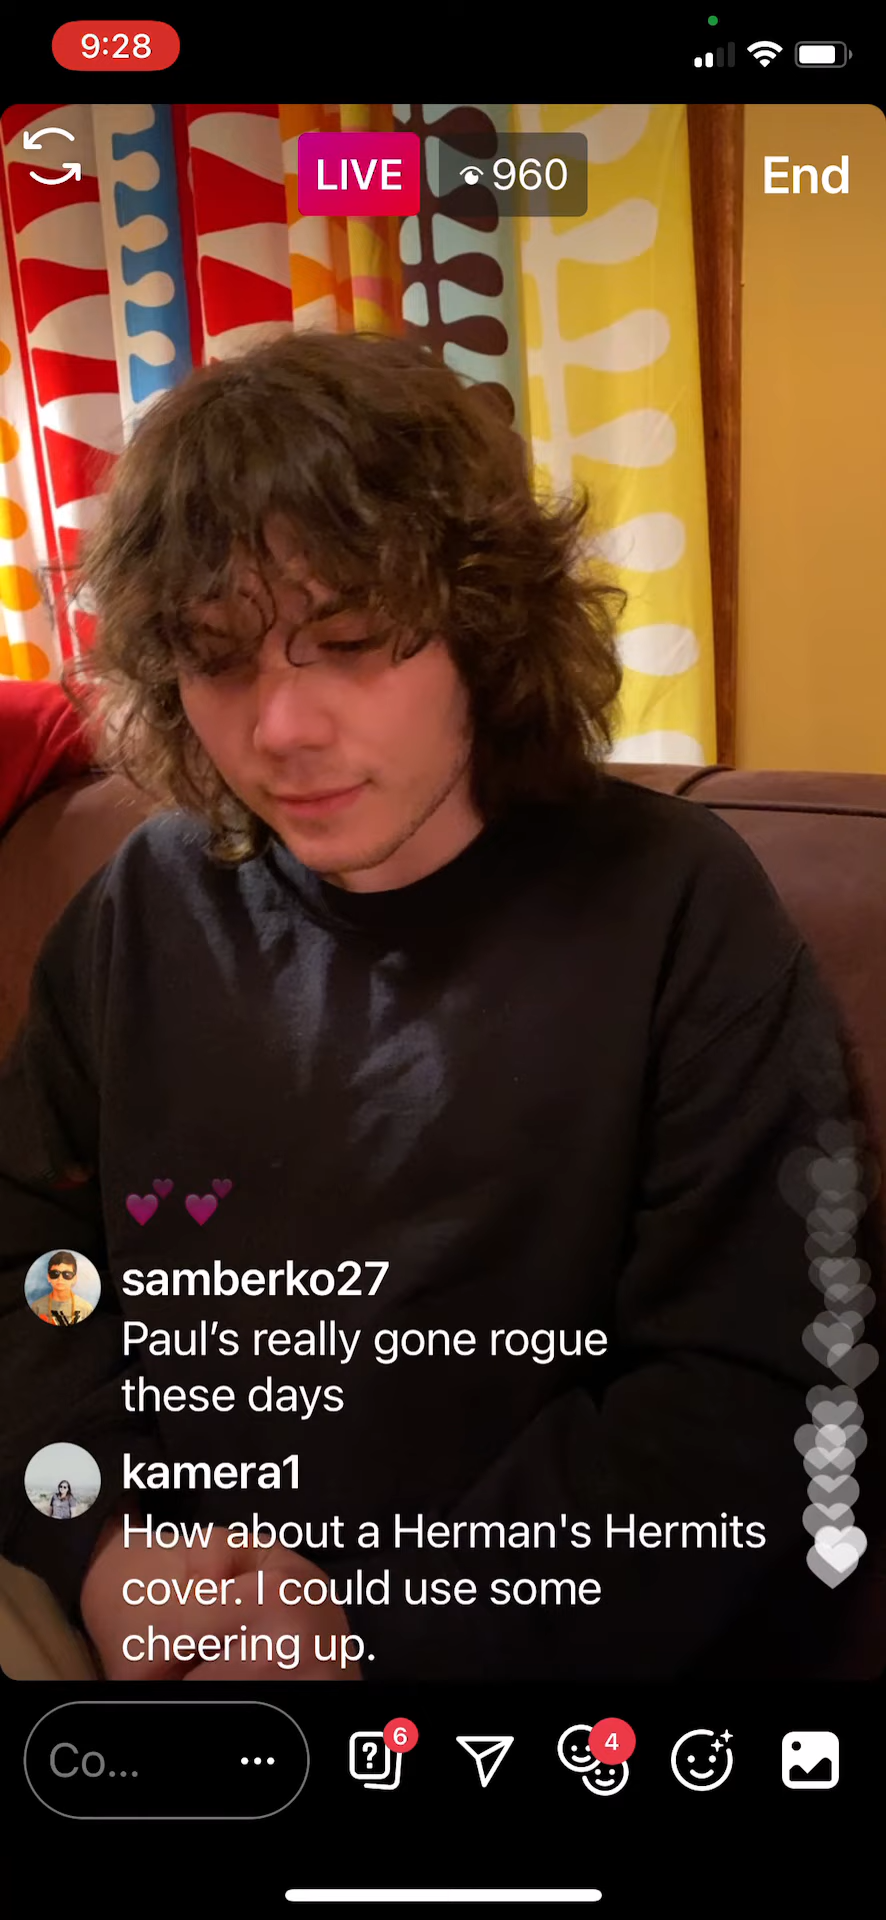 9:28
LIVE
960
End
💕 💕
samberko27
Paul’s really gone rogue
these days
kamera1
How about a Herman's Hermits
cover. I could use some
cheering up.
Co...
6
?
4